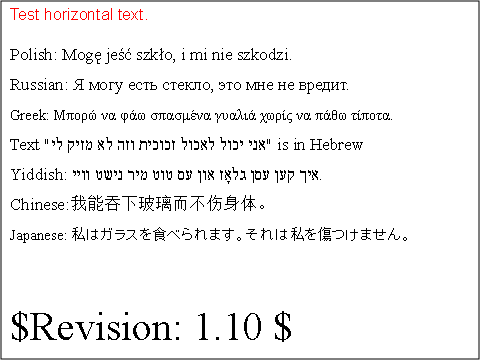 Test horizontal text.
Polish: Mogę jeść szkło, i mi nie szkodzi.
Russian: Я могу есть стекло, это мне не вредит.
Greek: Μπορώ να φάω σπασμένα γυαλιά χωρίς να πάθω τίποτα.
Text "אני יכול לאכול זכוכית וזה לא מזיק לי" is in Hebrew
Yiddish: איך קען עסן גלאָז און עס טוט מיר נישט װײ.
Chinese:我能吞下玻璃而不伤身体。
Japanese: 私はガラスを食べられます。それは私を傷つけません。
$Revision: 1.10 $